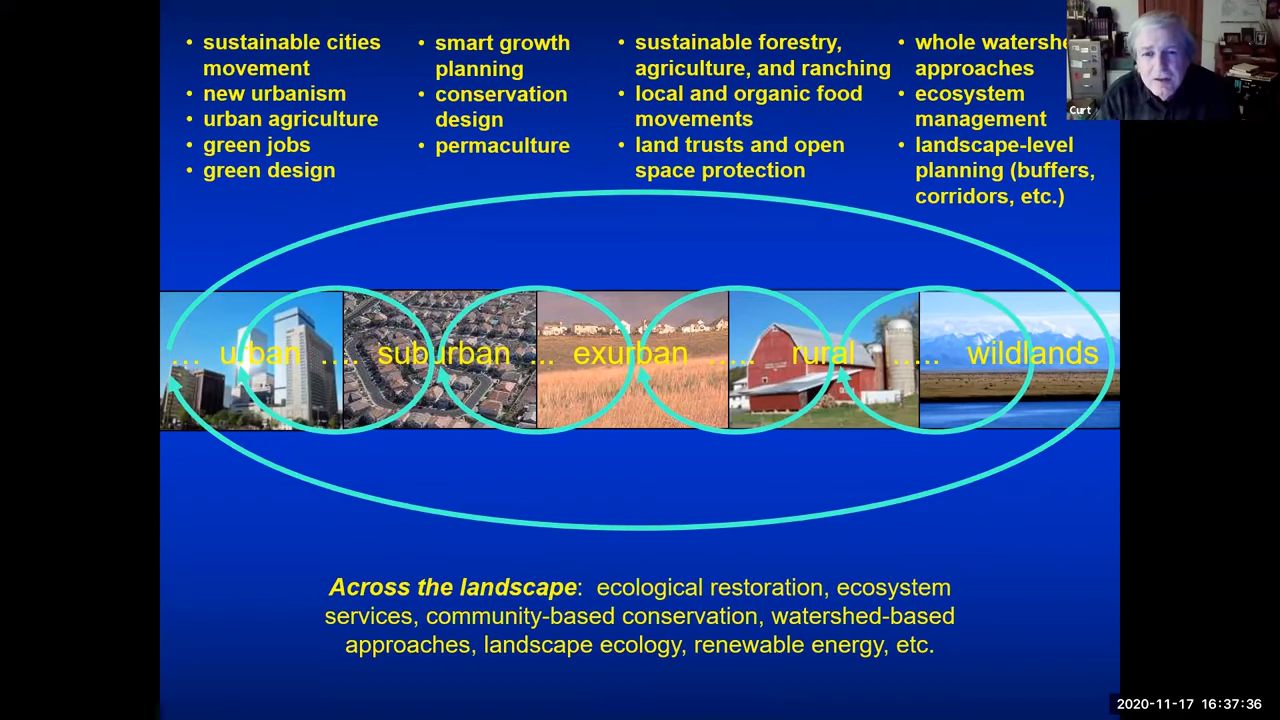 • sustainable cities
movement
• new urbanism
• urban agriculture
• green jobs
• green design
• smart growth
planning
• conservation
design
• permaculture
• sustainable forestry,
agriculture, and ranching
• local and organic food
movements
• land trusts and open
space protection
• whole watershe
approaches
• ecosystem
management
• landscape-level
planning (buffers,
corridors, etc.)
Curt
... urban .... suburban ... exurban ..... rural ..... wildlands
Across the landscape: ecological restoration, ecosystem
services, community-based conservation, watershed-based
approaches, landscape ecology, renewable energy, etc.
2020-11-17 16:37:36